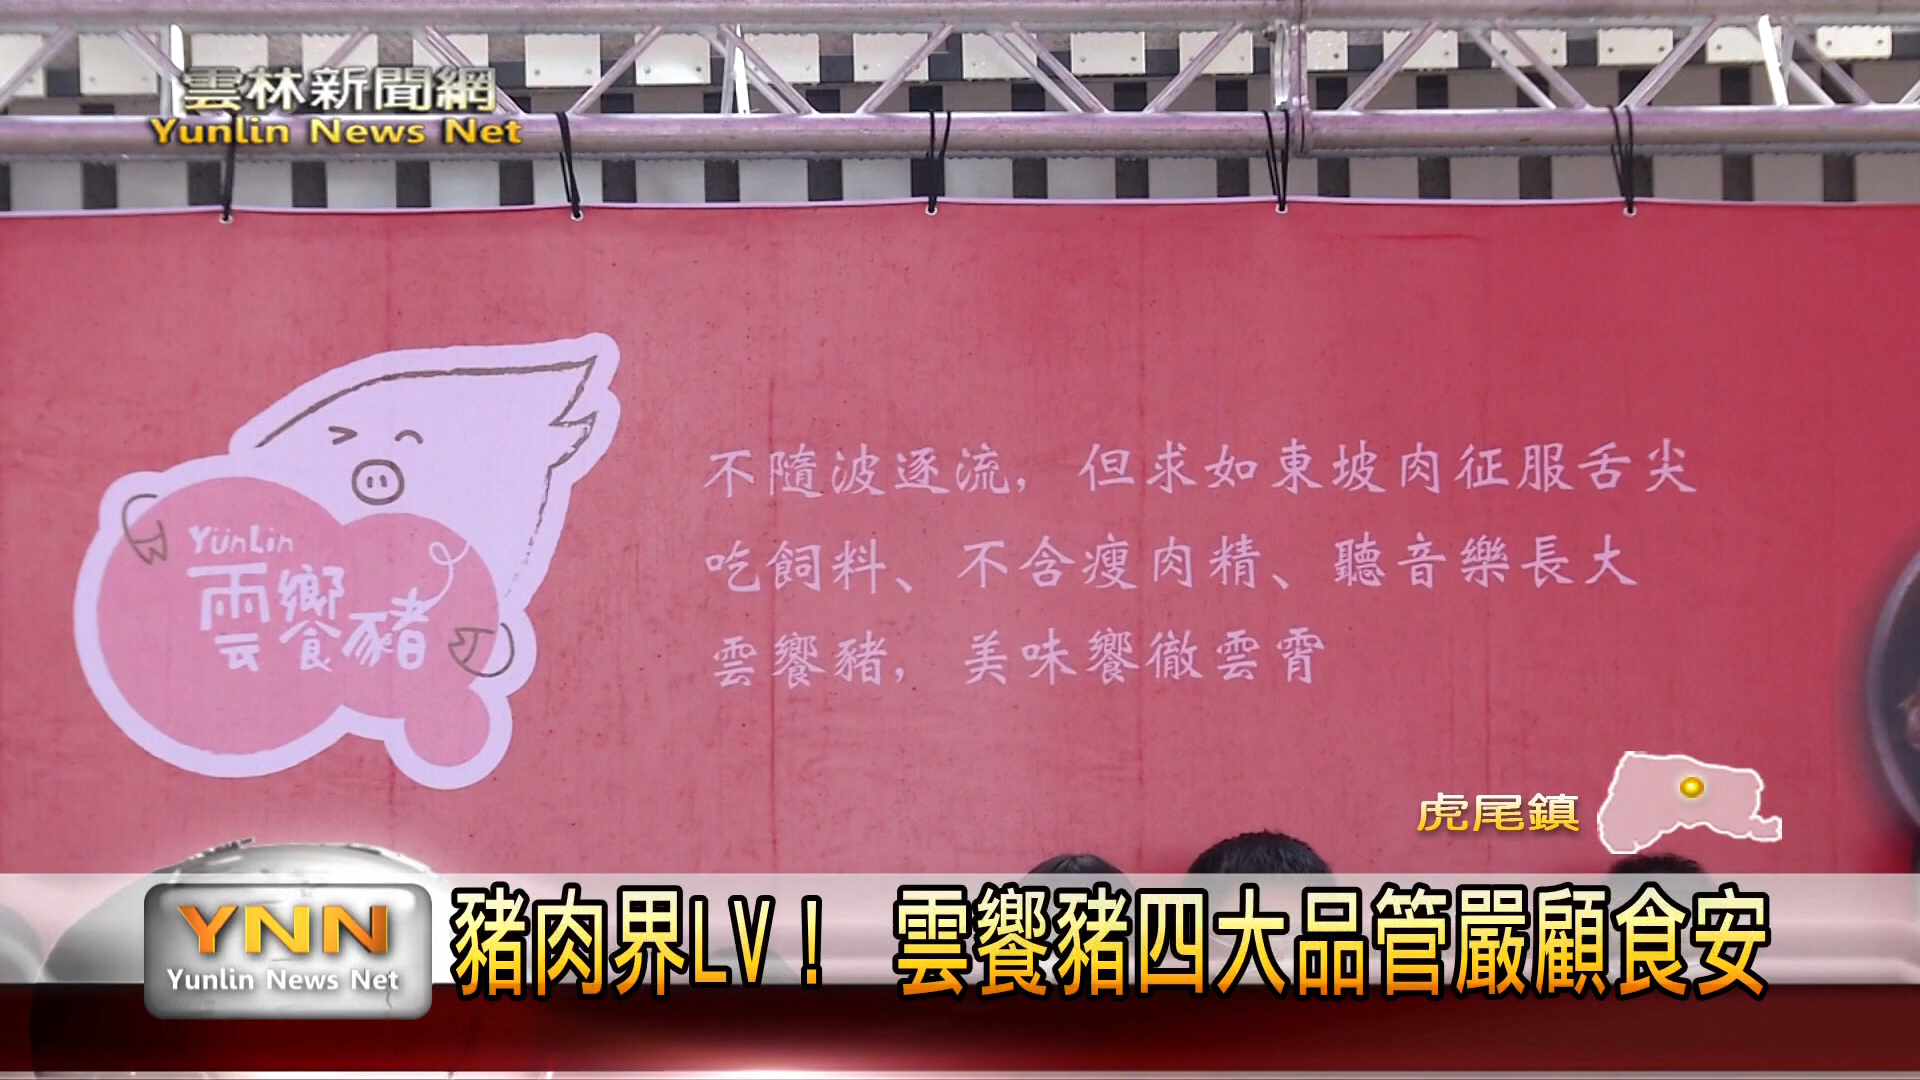 雲林新聞網
Yunlin News Net
YünLin
雲饗豬
不隨波逐流，但求如東坡肉征服舌尖
吃飼料、不含瘦肉精、聽音樂長大
雲饗豬，美味饗徹雲霄
虎尾鎮
YNN
Yunlin News Net
豬肉界LV！ 雲饗豬四大品管嚴顧食安